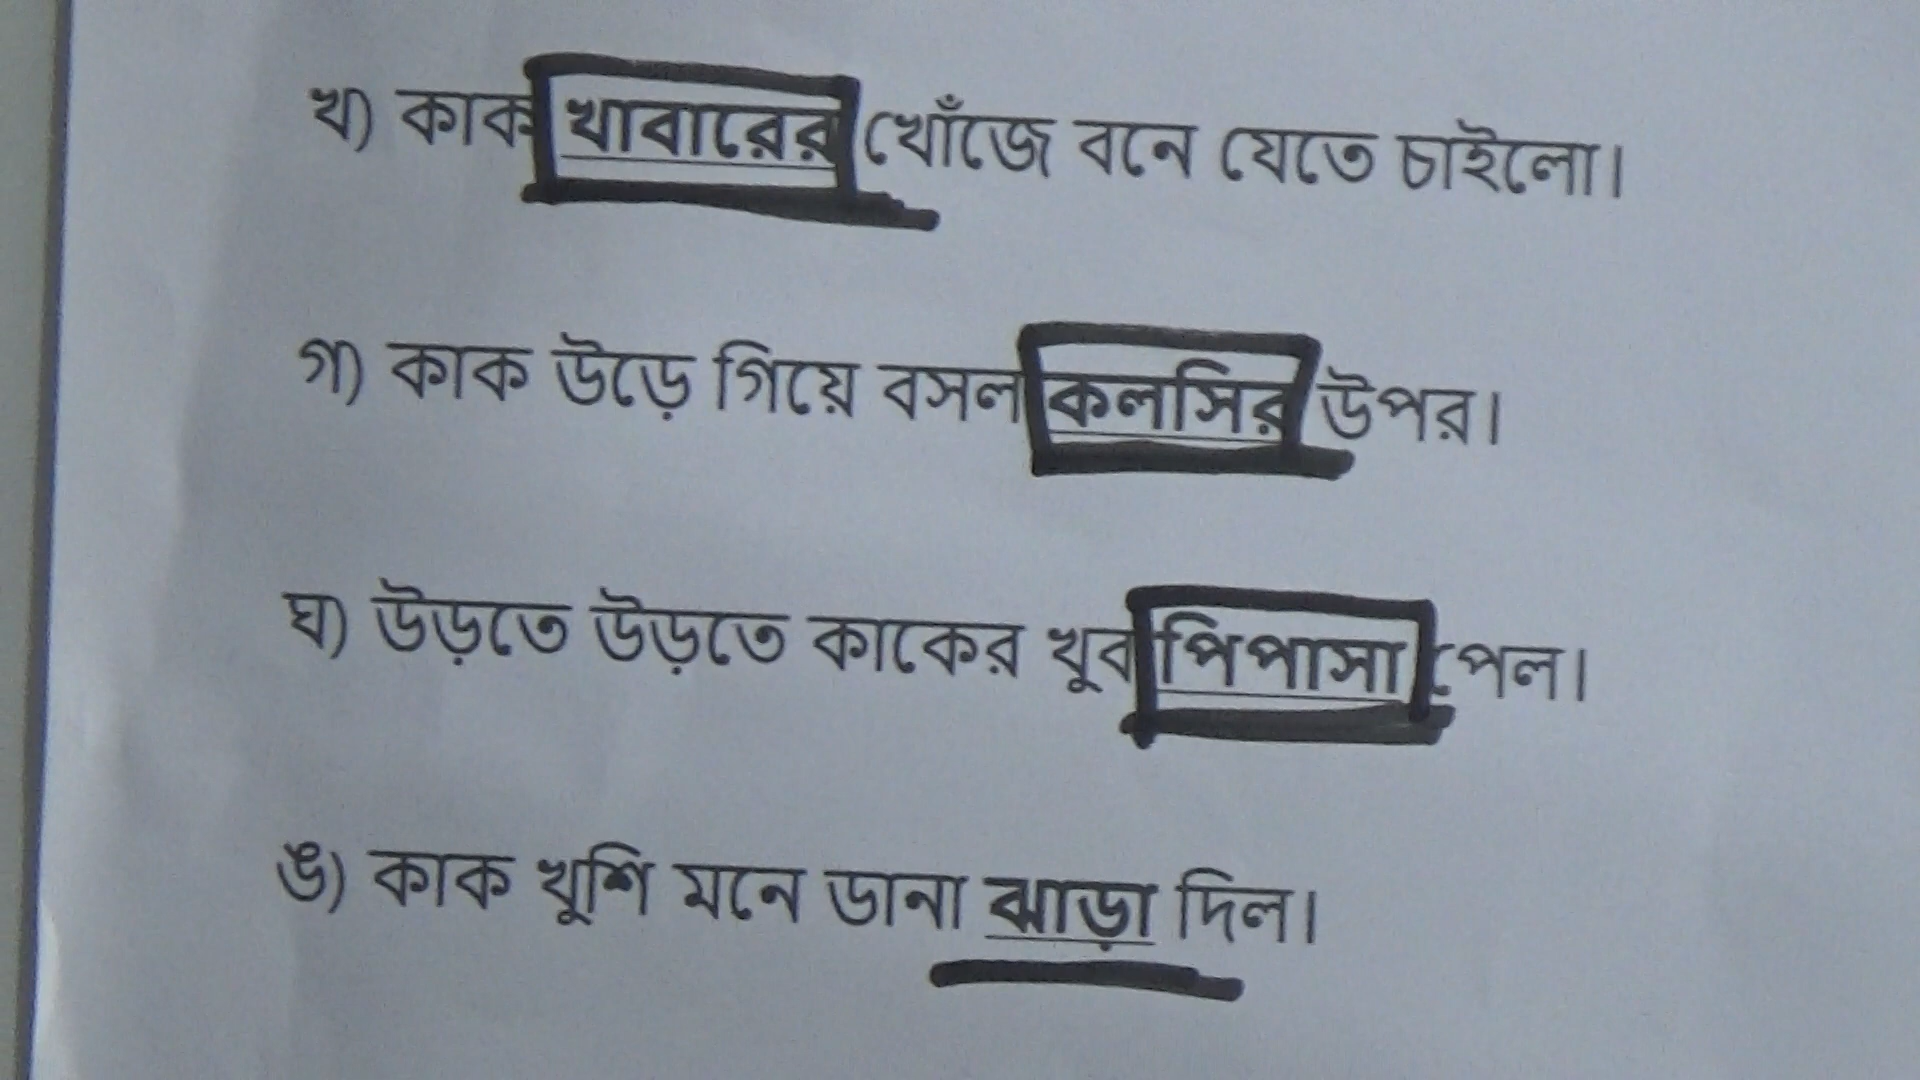 খ) কাক খাবারের খোঁজে বনে যেতে চাইলো।
গ) কাক উড়ে গিয়ে বসল কলসির উপর।
ঘ) উড়তে উড়তে কাকের খুব পিপাসা পেল।
ঙ) কাক খুশি মনে ডানা ঝাড়া দিল।